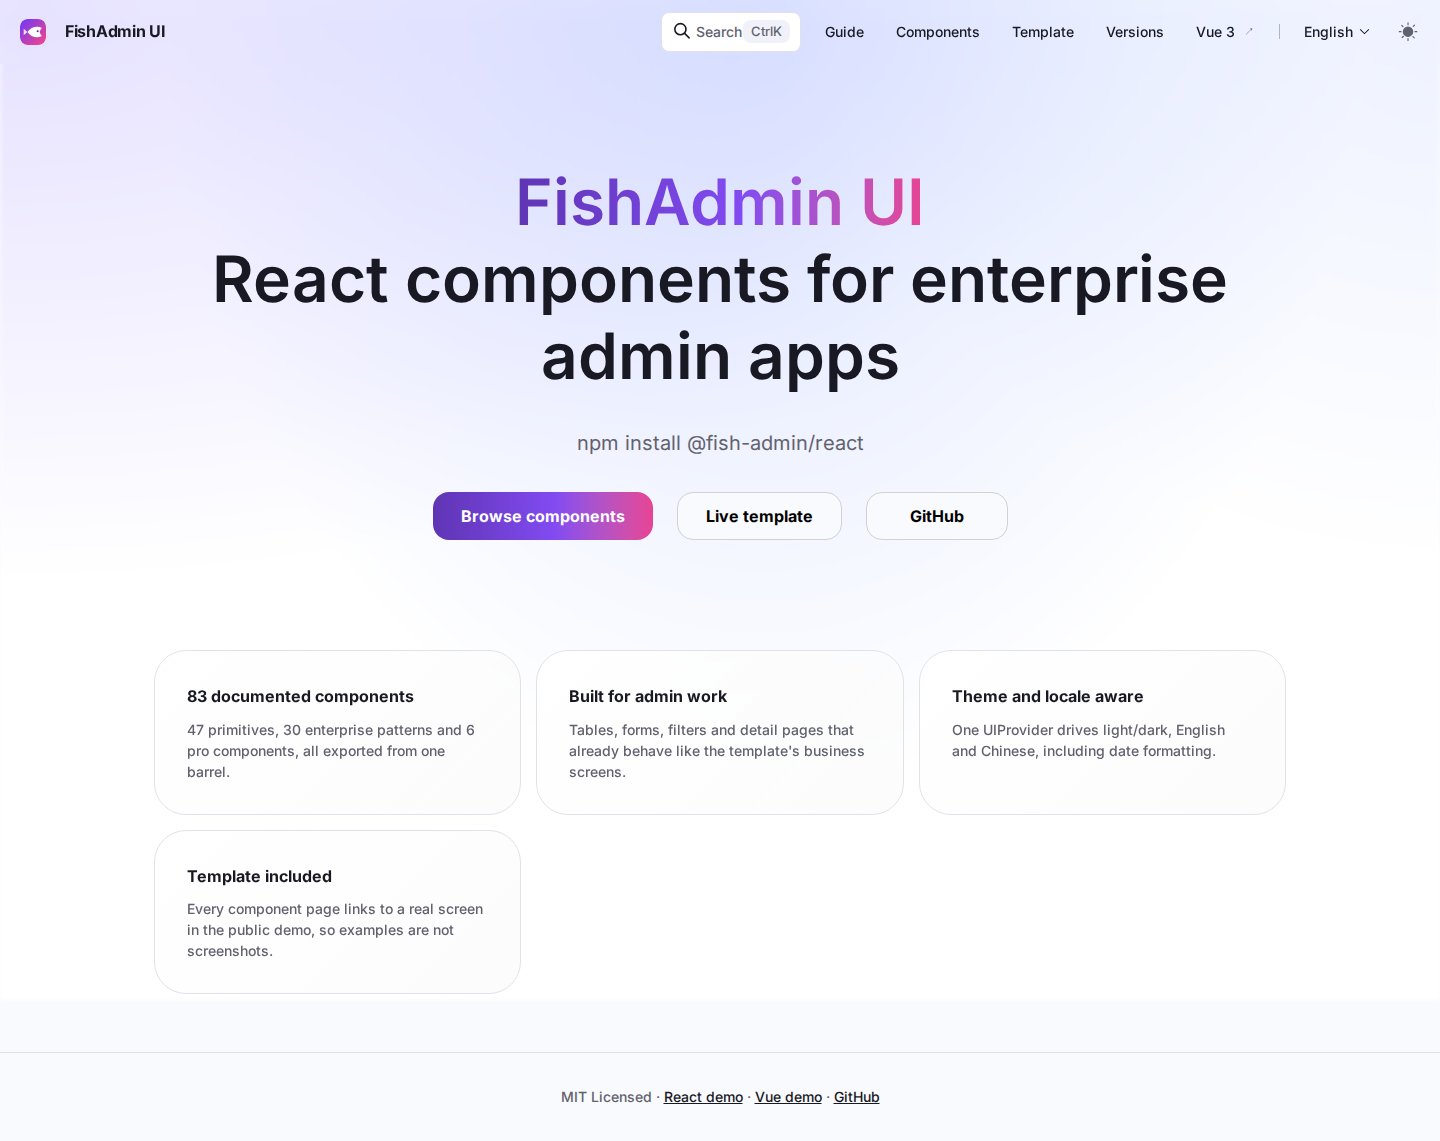 FishAdmin UI
Search CtrlK
Guide
Components
Template
Versions
Vue 3
English
FishAdmin UI
React components for enterprise
admin apps
npm install @fish-admin/react
Browse components
Live template
GitHub
83 documented components
47 primitives, 30 enterprise patterns and 6
pro components, all exported from one
barrel.
Built for admin work
Tables, forms, filters and detail pages that
already behave like the template's business
screens.
Theme and locale aware
One UIProvider drives light/dark, English
and Chinese, including date formatting.
Template included
Every component page links to a real screen
in the public demo, so examples are not
screenshots.
MIT Licensed · React demo · Vue demo · GitHub